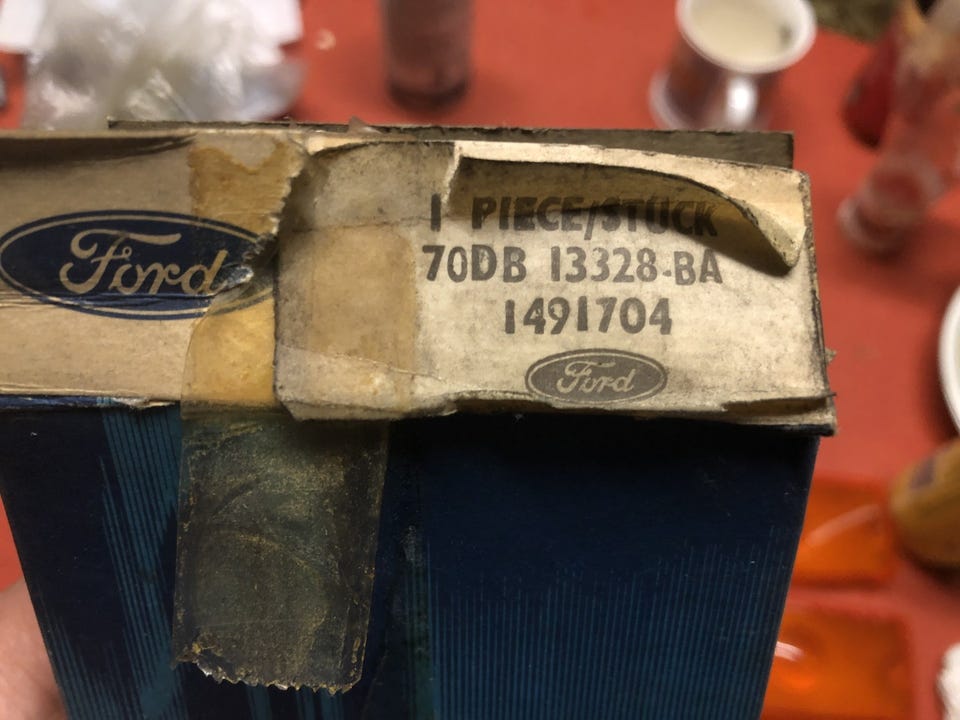 Ford
1 PIECE/STUCK
70DB 13328-BA
1491704
Ford